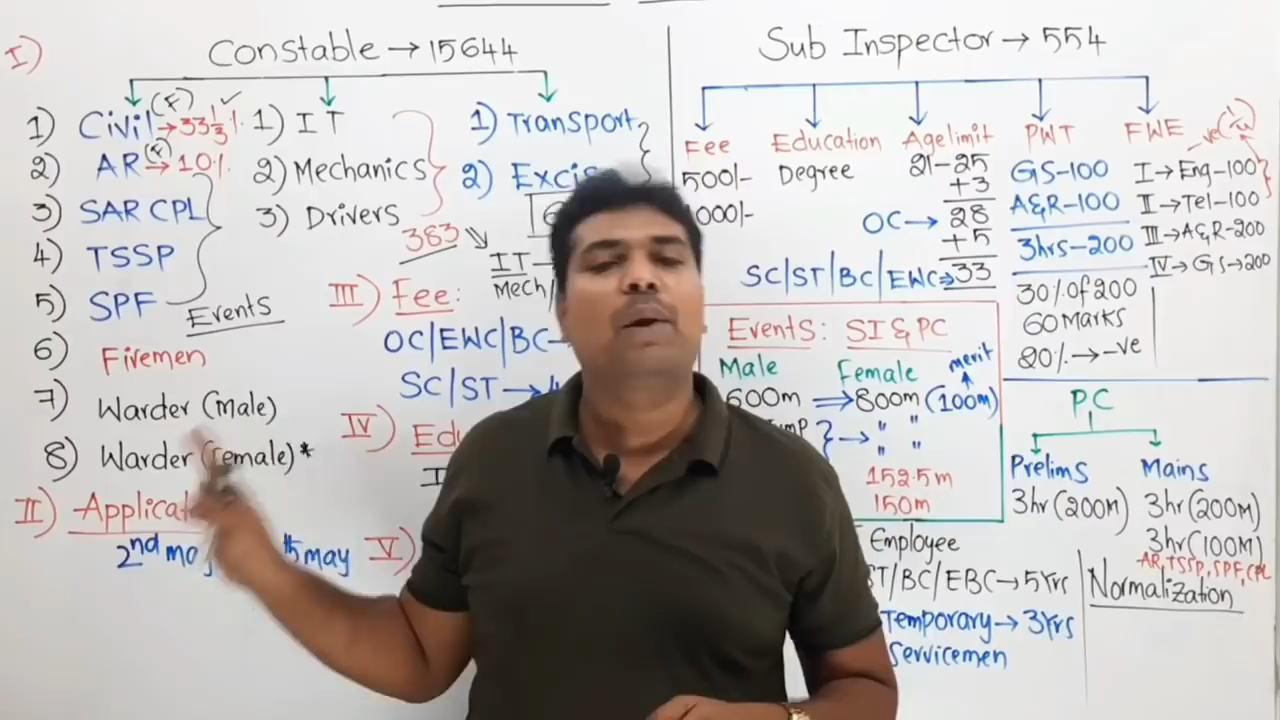 I)
Constable → 15644
1) Civil (F) → 33 1/3 % ✓
2) AR (F) → 10%
3) SAR CPL
4) TSSP
5) SPF
Events
6) Firemen
7) Warder (Male)
8) Warder (Female)*
1) IT
2) Mechanics
3) Drivers
383
1) Transport
2) Excis
IT
Mech/
II) Applicat
2nd may
th may
III) Fee:
OC/EWC/BC-
SC/ST →
IV) Edu
V)
Sub Inspector → 554
Fee
500/-
000/-
Education
Degree
Agelimit
21-25
+3
OC → 28
+5
SC/ST/BC/EWC ⇒ 33
PWT
GS-100
A&R-100
3hrs-200
30% of 200
60 Marks
20% → -ve
FWE
-ve
I → Eng-100
II → Tel-100
III → A&R-200
IV → GS → 200
Events: SI & PC
Male Female merit
600m ⇒ 800m (100m)
→ " "
" "
152.5m
150m
PC
Prelims
3hr (200M)
Mains
3hr (200M)
3hr (100M)
AR, TSSP, SPF, CPL
Normalization
Employee
ST/BC/EBC → 5Yrs
Temporary → 3Yrs
Servicemen